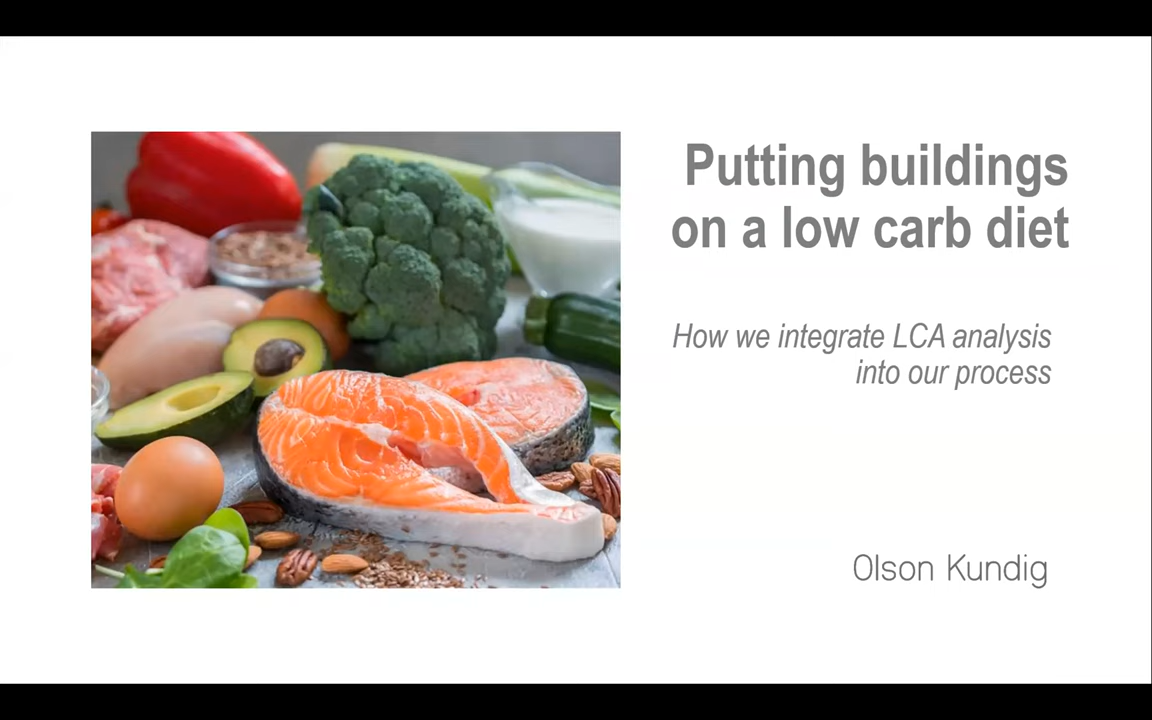 Putting buildings
on a low carb diet
How we integrate LCA analysis
into our process
Olson Kundig